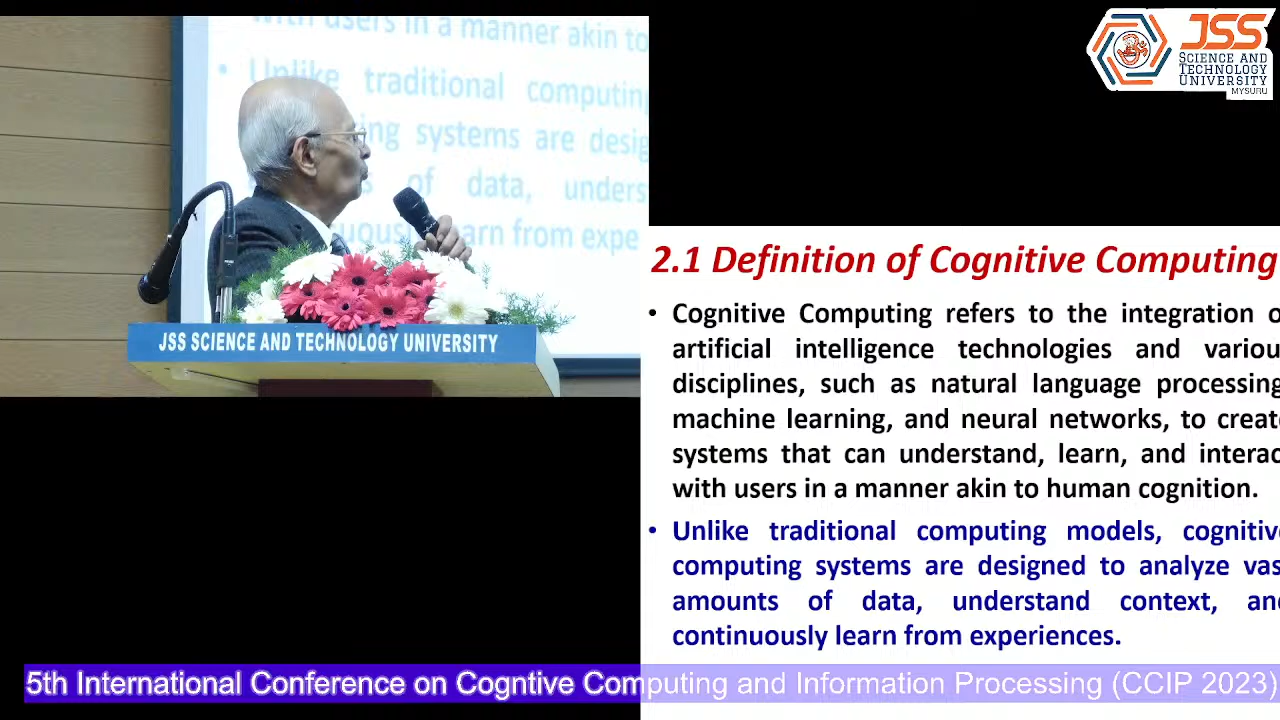 with users in a manner akin to
• Unlike traditional computing
systems are desig
of data, unders
arn from expe
JSS SCIENCE AND TECHNOLOGY UNIVERSITY
JSS
SCIENCE AND
TECHNOLOGY
UNIVERSITY
MYSURU
2.1 Definition of Cognitive Computing
• Cognitive Computing refers to the integration o
artificial intelligence technologies and variou
disciplines, such as natural language processing
machine learning, and neural networks, to creat
systems that can understand, learn, and interac
with users in a manner akin to human cognition.
• Unlike traditional computing models, cognitiv
computing systems are designed to analyze vas
amounts of data, understand context, an
continuously learn from experiences.
5th International Conference on Cogntive Computing and Information Processing (CCIP 2023)